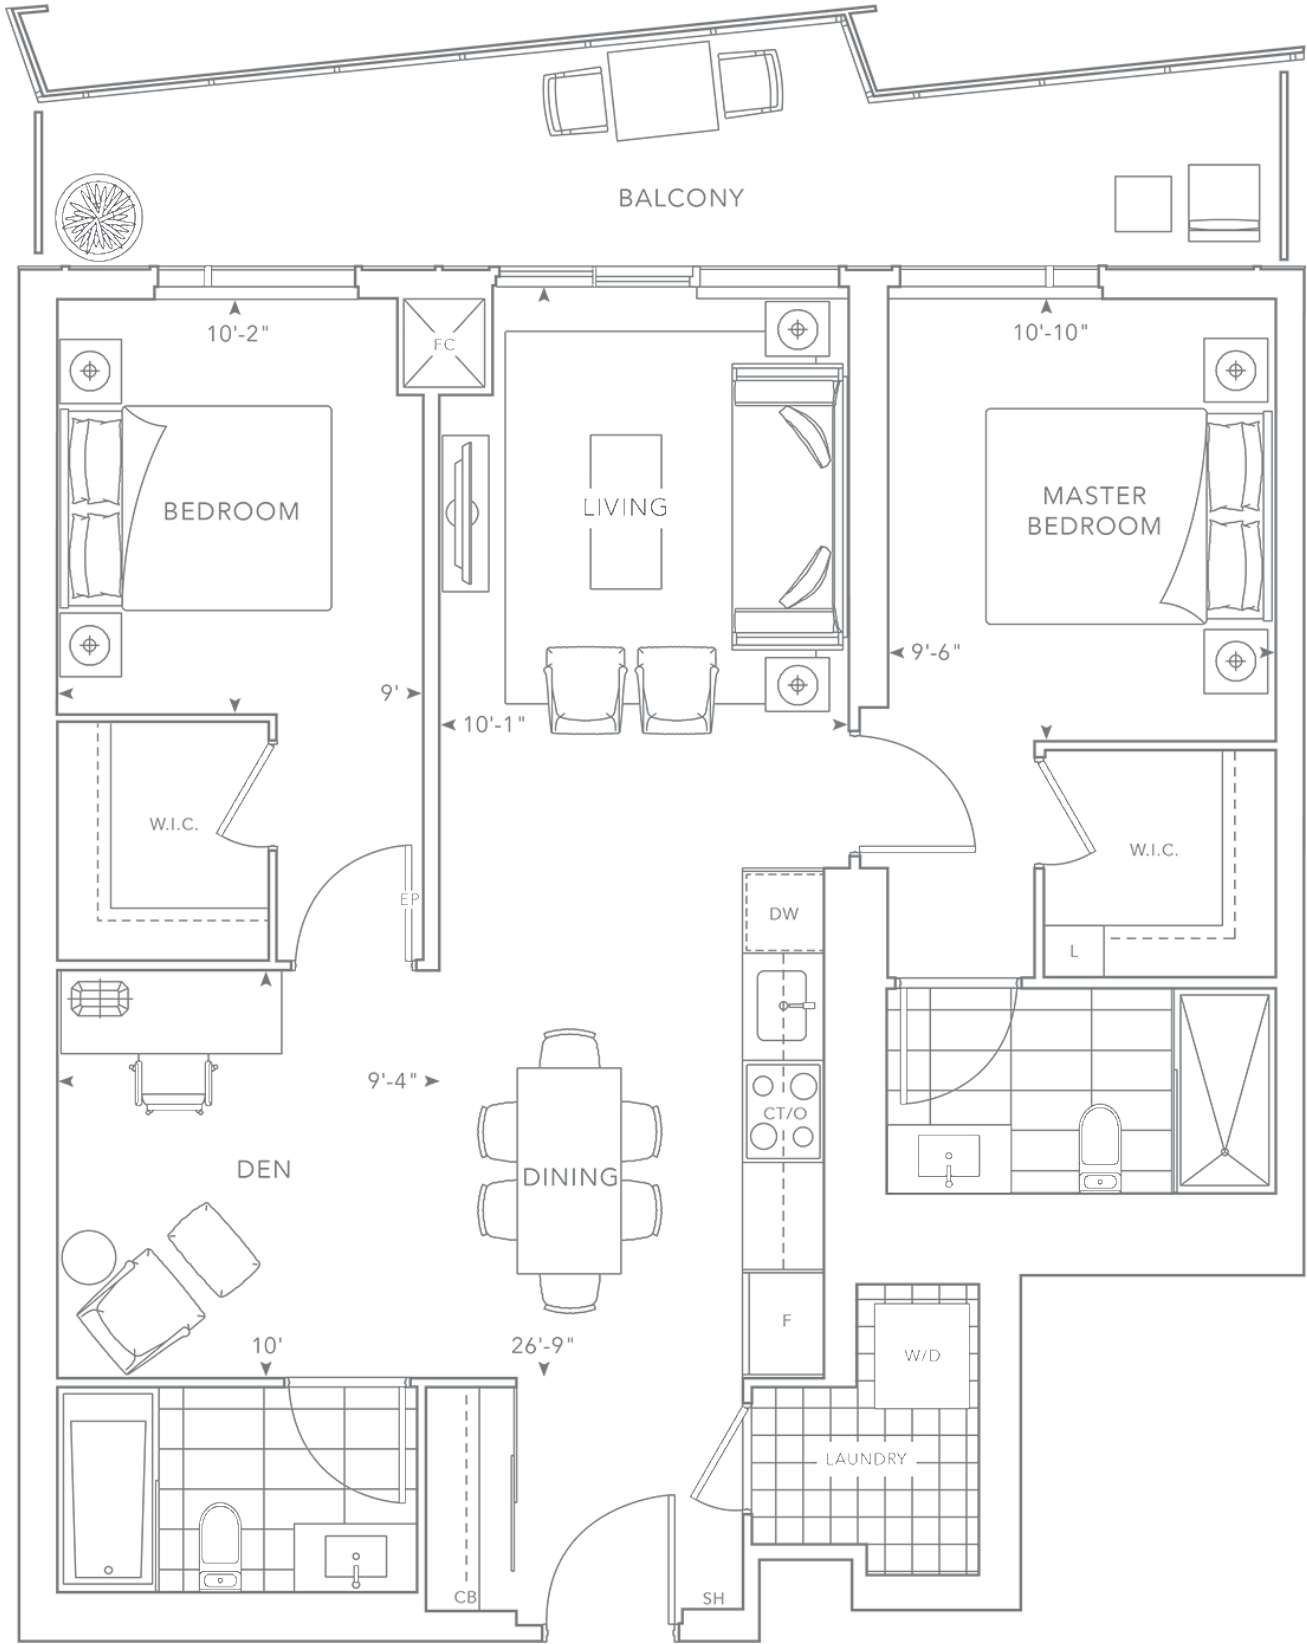 BALCONY
10'-2"
FC
10'-10"
BEDROOM
LIVING
MASTER
BEDROOM
9'-6"
9'
10'-1"
W.I.C.
W.I.C.
EP
DW
L
9'-4"
CT/O
DEN
DINING
F
10'
26'-9"
W/D
LAUNDRY
CB
SH